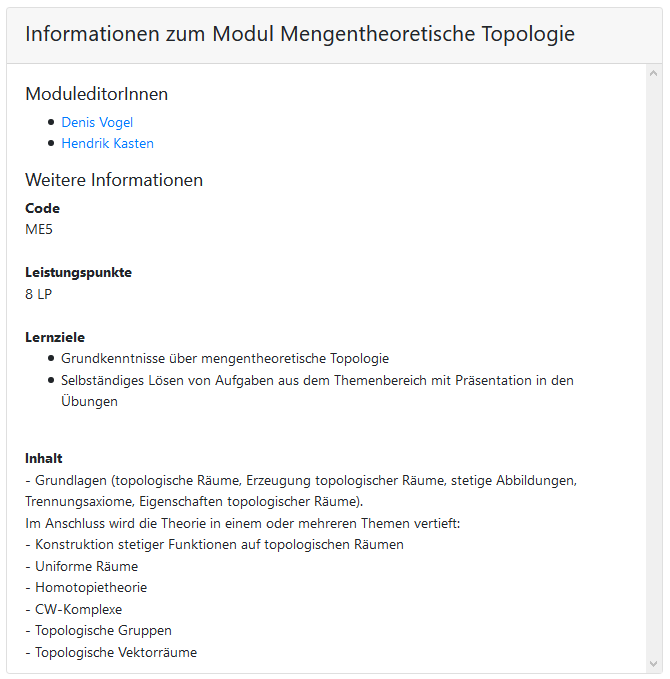 Informationen zum Modul Mengentheoretische Topologie
ModuleditorInnen
• Denis Vogel
• Hendrik Kasten
Weitere Informationen
Code
ME5
Leistungspunkte
8 LP
Lernziele
• Grundkenntnisse über mengentheoretische Topologie
• Selbständiges Lösen von Aufgaben aus dem Themenbereich mit Präsentation in den
Übungen
Inhalt
- Grundlagen (topologische Räume, Erzeugung topologischer Räume, stetige Abbildungen,
Trennungsaxiome, Eigenschaften topologischer Räume).
Im Anschluss wird die Theorie in einem oder mehreren Themen vertieft:
- Konstruktion stetiger Funktionen auf topologischen Räumen
- Uniforme Räume
- Homotopietheorie
- CW-Komplexe
- Topologische Gruppen
- Topologische Vektorräume